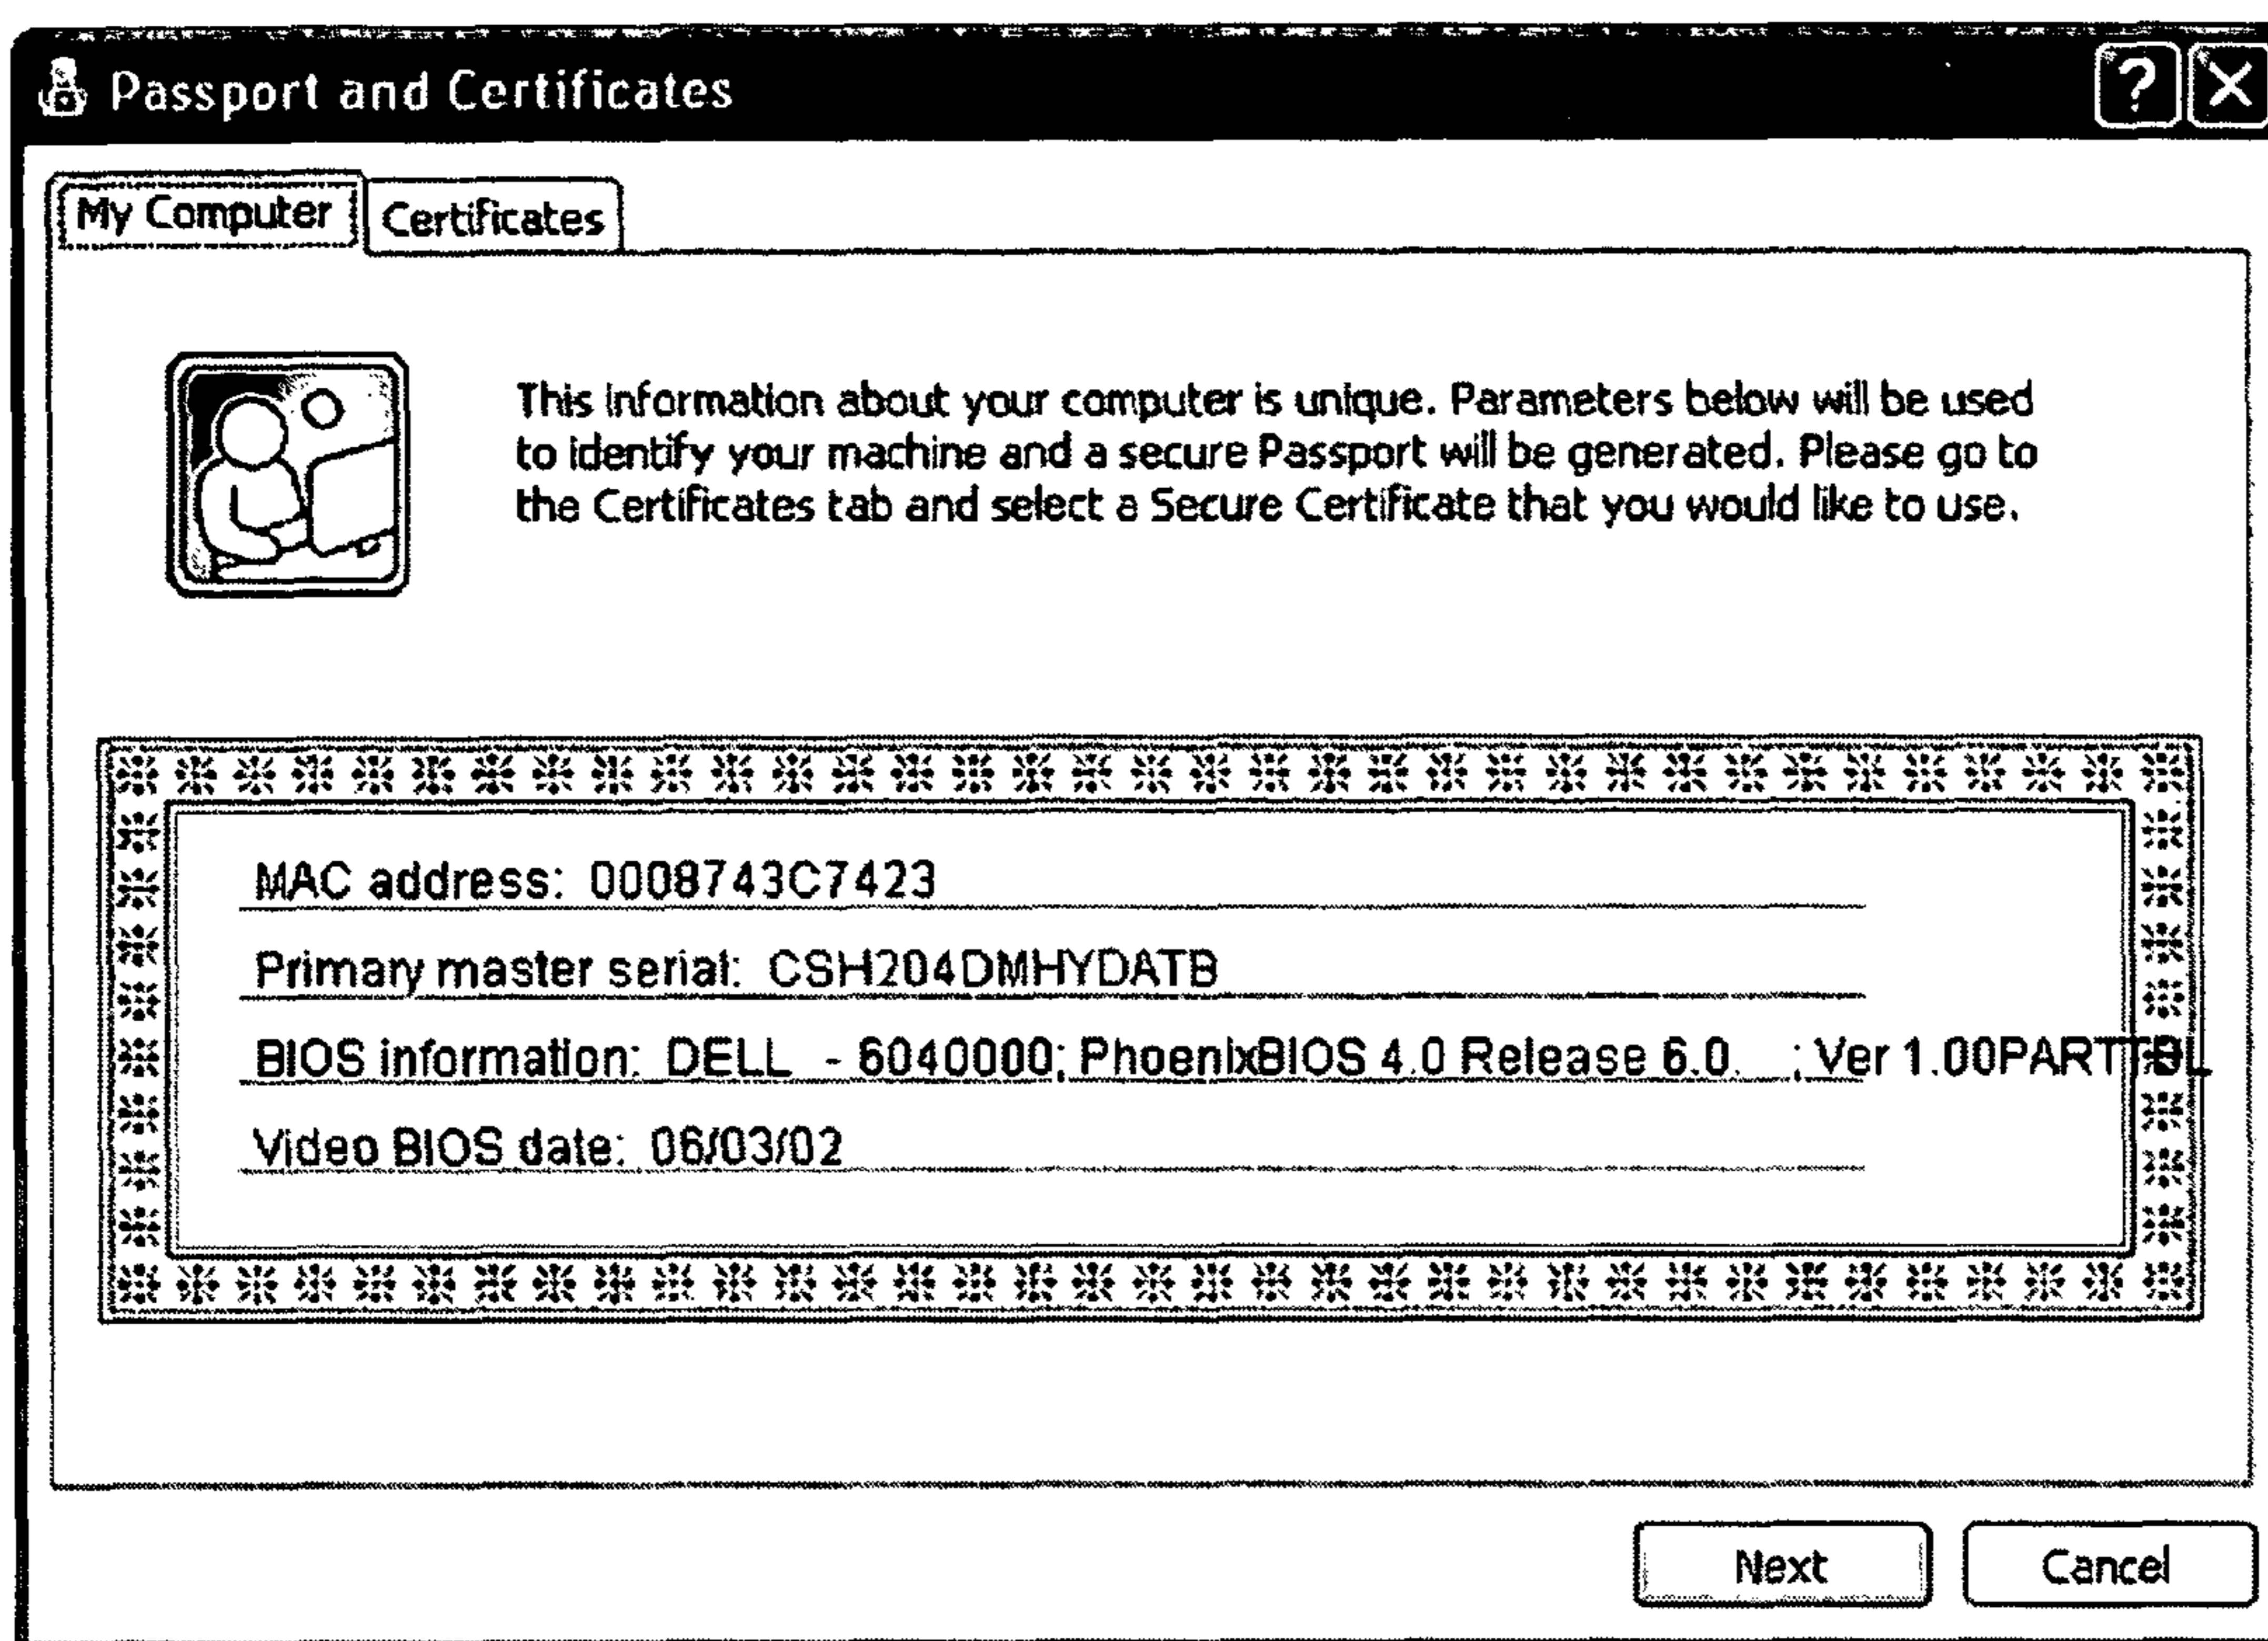 Passport and Certificates
My Computer
Certificates
This information about your computer is unique. Parameters below will be used
to identify your machine and a secure Passport will be generated. Please go to
the Certificates tab and select a Secure Certificate that you would like to use.
MAC address: 0008743C7423
Primary master serial: CSH204DMHYDATB
BIOS information: DELL - 6040000; PhoenixBIOS 4.0 Release 6.0. ; Ver 1.00PARTTBL
Video BIOS date: 06/03/02
Next
Cancel